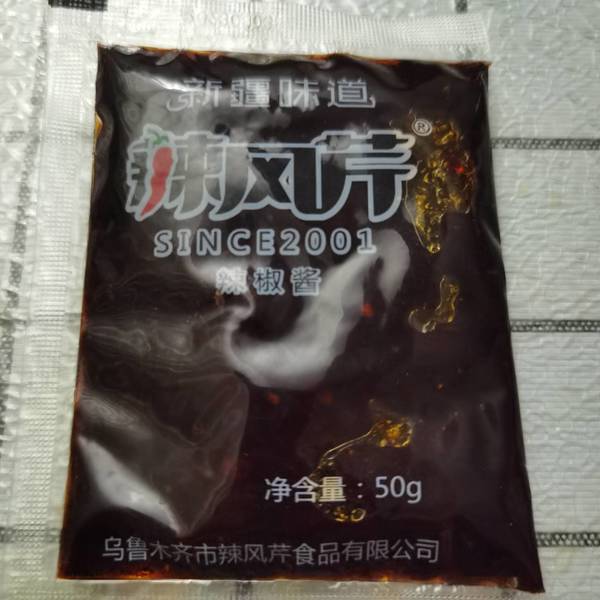 新疆味道
辣风芹®
SINCE2001
辣椒酱
净含量：50g
乌鲁木齐市辣风芹食品有限公司